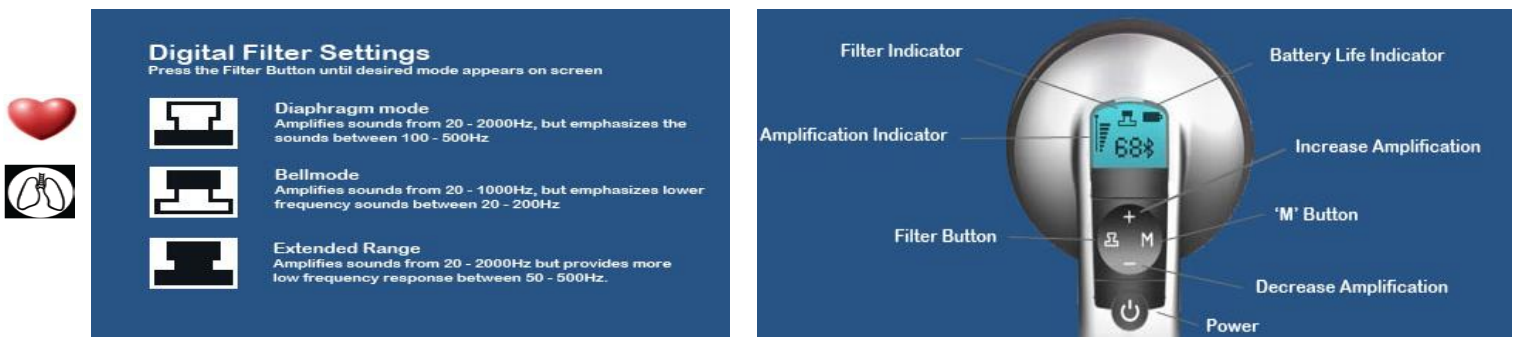 Digital Filter Settings
Press the Filter Button until desired mode appears on screen
Diaphragm mode
Amplifies sounds from 20 - 2000Hz, but emphasizes the
sounds between 100 - 500Hz
Bellmode
Amplifies sounds from 20 - 1000Hz, but emphasizes lower
frequency sounds between 20 - 200Hz
Extended Range
Amplifies sounds from 20 - 2000Hz but provides more
low frequency response between 50 - 500Hz.
Filter Indicator
Battery Life Indicator
Amplification Indicator
68
Increase Amplification
+
'M' Button
M
Filter Button
−
Decrease Amplification
Power